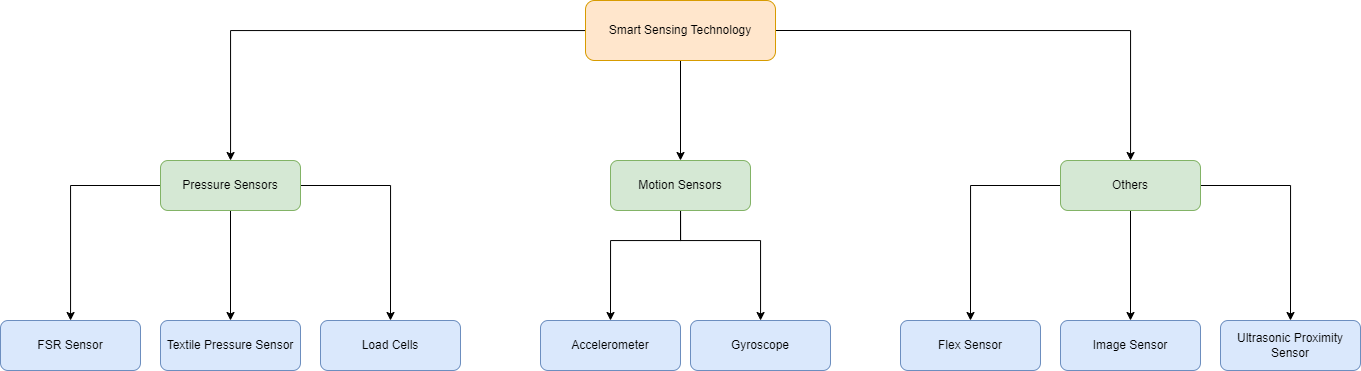 Smart Sensing Technology
Pressure Sensors
Motion Sensors
Others
FSR Sensor
Textile Pressure Sensor
Load Cells
Accelerometer
Gyroscope
Flex Sensor
Image Sensor
Ultrasonic Proximity
Sensor